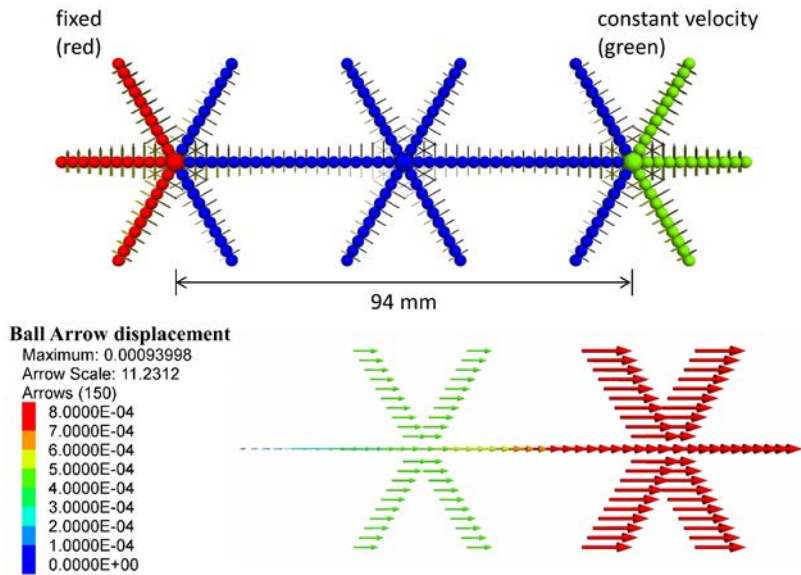 fixed
(red)
constant velocity
(green)
94 mm
Ball Arrow displacement
Maximum: 0.00093998
Arrow Scale: 11.2312
Arrows (150)
8.0000E-04
7.0000E-04
6.0000E-04
5.0000E-04
4.0000E-04
3.0000E-04
2.0000E-04
1.0000E-04
0.0000E+00